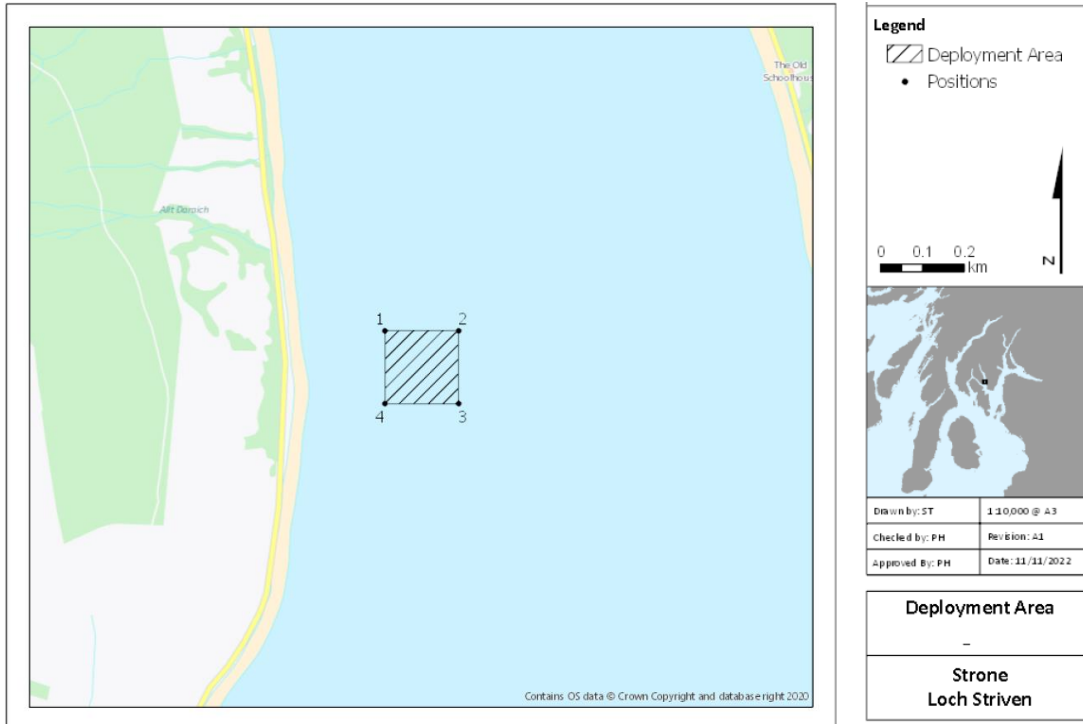 The Old
Schoolhous
Allt Daraich
1
2
4
3
Contains OS data © Crown Copyright and database right 2020
Legend
Deployment Area
Positions
0 0.1 0.2
km
N
Drawn by: ST
1:10,000 @ A3
Checked by: PH
Revision: A1
Approved By: PH
Date: 11/11/2022
Deployment Area
–
Strone
Loch Striven